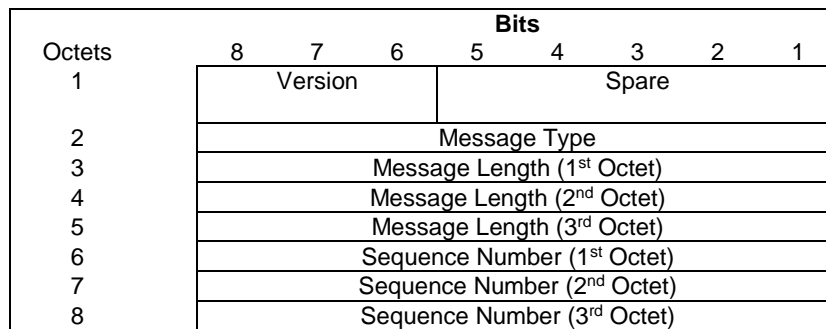 Bits
Octets 8 7 6 5 4 3 2 1
1 Version Spare
2 Message Type
3 Message Length (1st Octet)
4 Message Length (2nd Octet)
5 Message Length (3rd Octet)
6 Sequence Number (1st Octet)
7 Sequence Number (2nd Octet)
8 Sequence Number (3rd Octet)